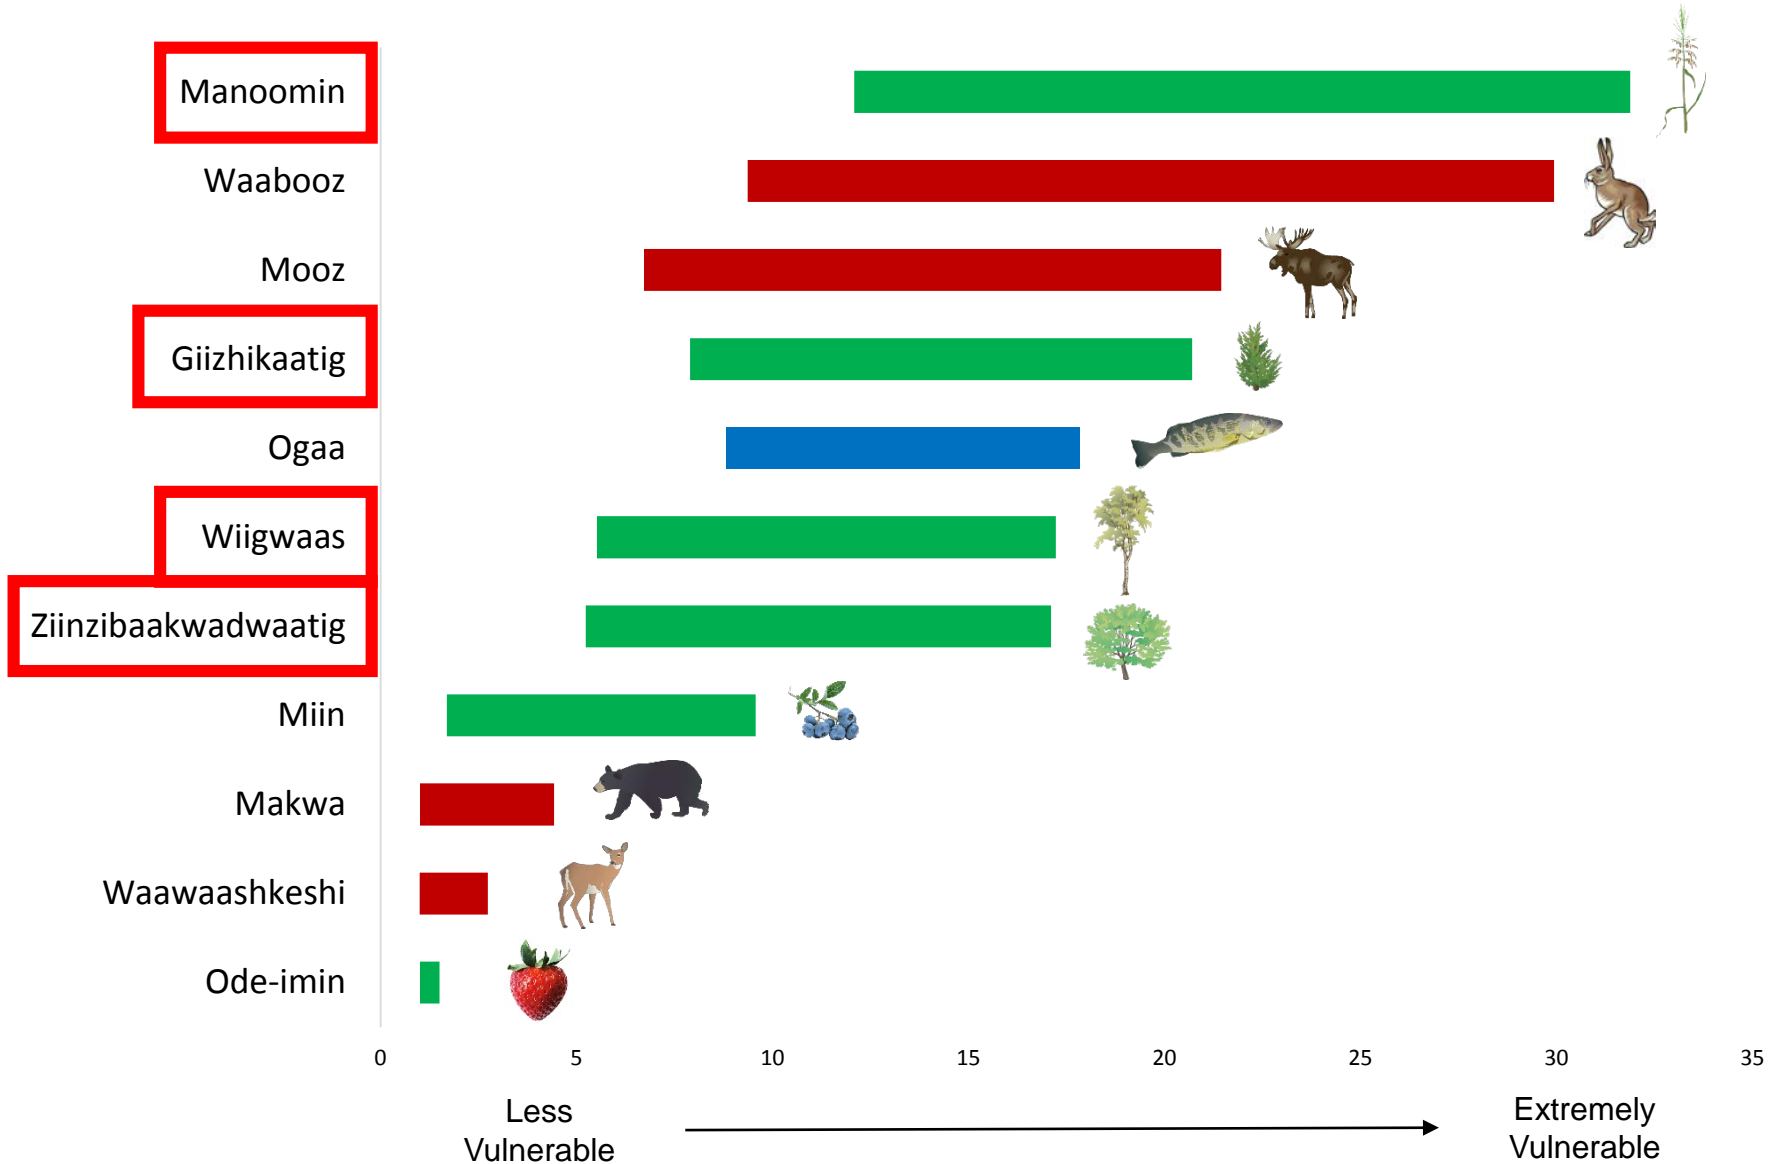 Manoomin
Waabooz
Mooz
Giizhikaatig
Ogaa
Wiigwaas
Ziinzibaakwadwaatig
Miin
Makwa
Waawaashkeshi
Ode-imin
0 5 10 15 20 25 30 35
Less
Vulnerable
Extremely
Vulnerable